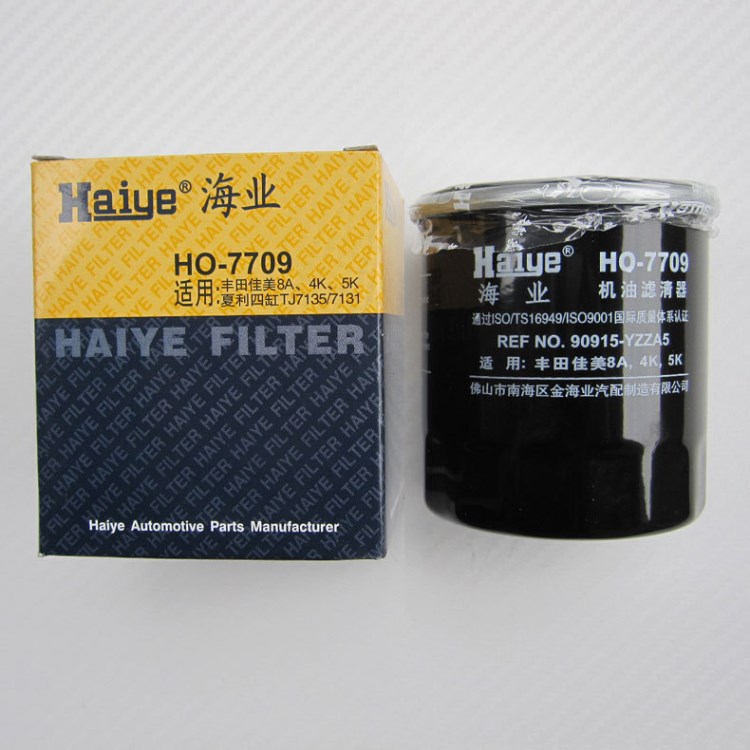 Haiye® 海业
HO-7709
适用:丰田佳美8A、4K、5K
夏利四缸TJ7135/7131
HAIYE FILTER
Haiye Automotive Parts Manufacturer
Haiye® HO-7709
海业 机油滤清器
通过ISO/TS16949/ISO9001国际质量体系认证
REF NO. 90915-YZZA5
适用:丰田佳美8A, 4K, 5K
佛山市南海区金海业汽配制造有限公司